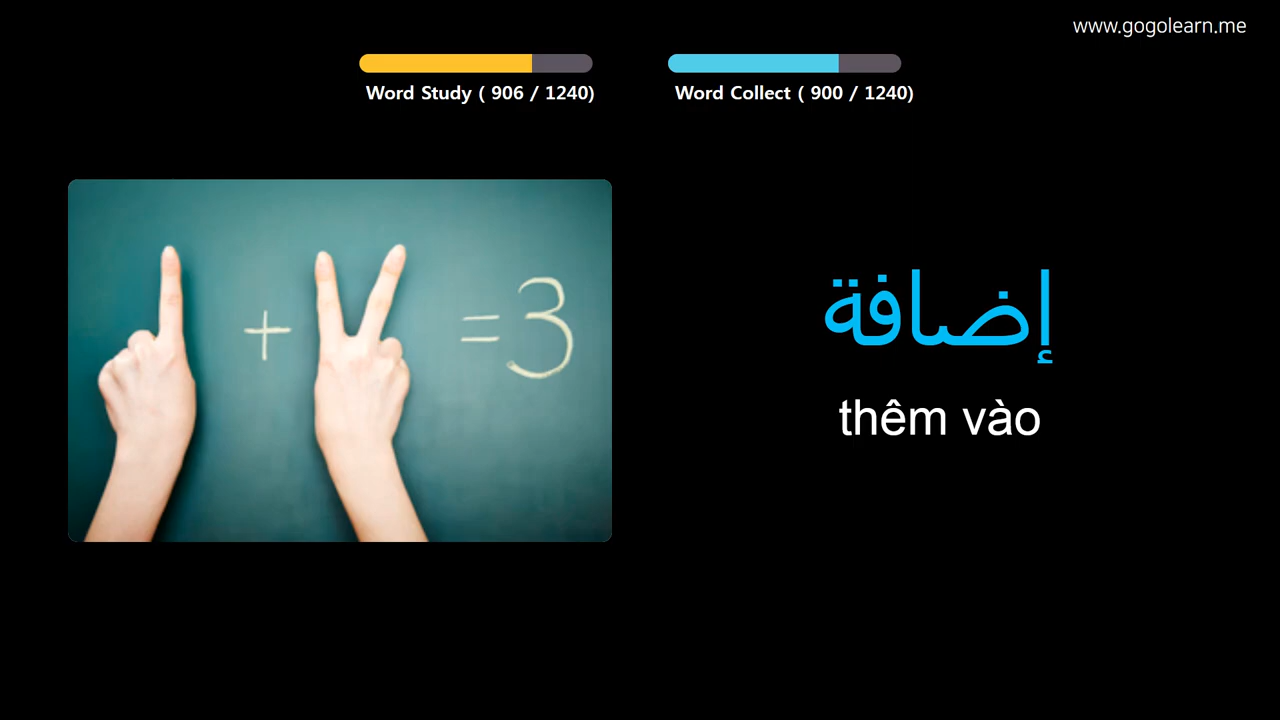 www.gogolearn.me
Word Study ( 906 / 1240)
Word Collect ( 900 / 1240)
+ = 3
إضافة
thêm vào